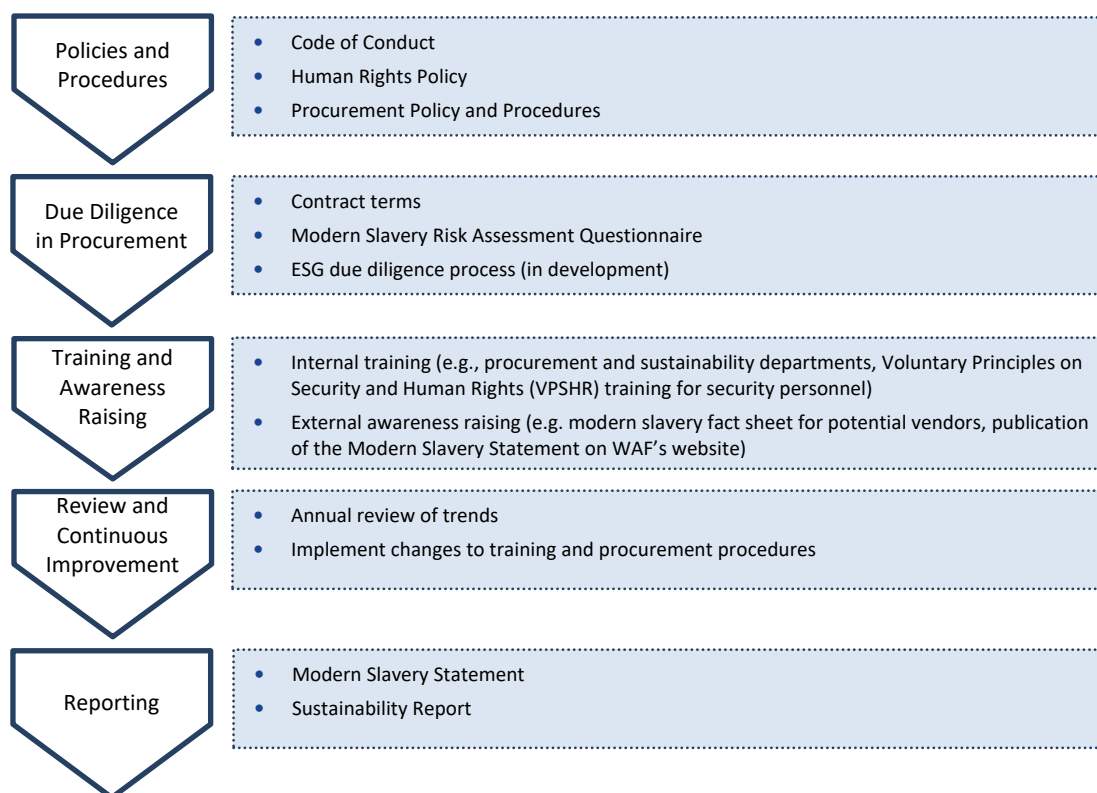 Policies and
Procedures
• Code of Conduct
• Human Rights Policy
• Procurement Policy and Procedures
Due Diligence
in Procurement
• Contract terms
• Modern Slavery Risk Assessment Questionnaire
• ESG due diligence process (in development)
Training and
Awareness
Raising
• Internal training (e.g., procurement and sustainability departments, Voluntary Principles on
Security and Human Rights (VPSHR) training for security personnel)
• External awareness raising (e.g. modern slavery fact sheet for potential vendors, publication
of the Modern Slavery Statement on WAF’s website)
Review and
Continuous
Improvement
• Annual review of trends
• Implement changes to training and procurement procedures
Reporting
• Modern Slavery Statement
• Sustainability Report